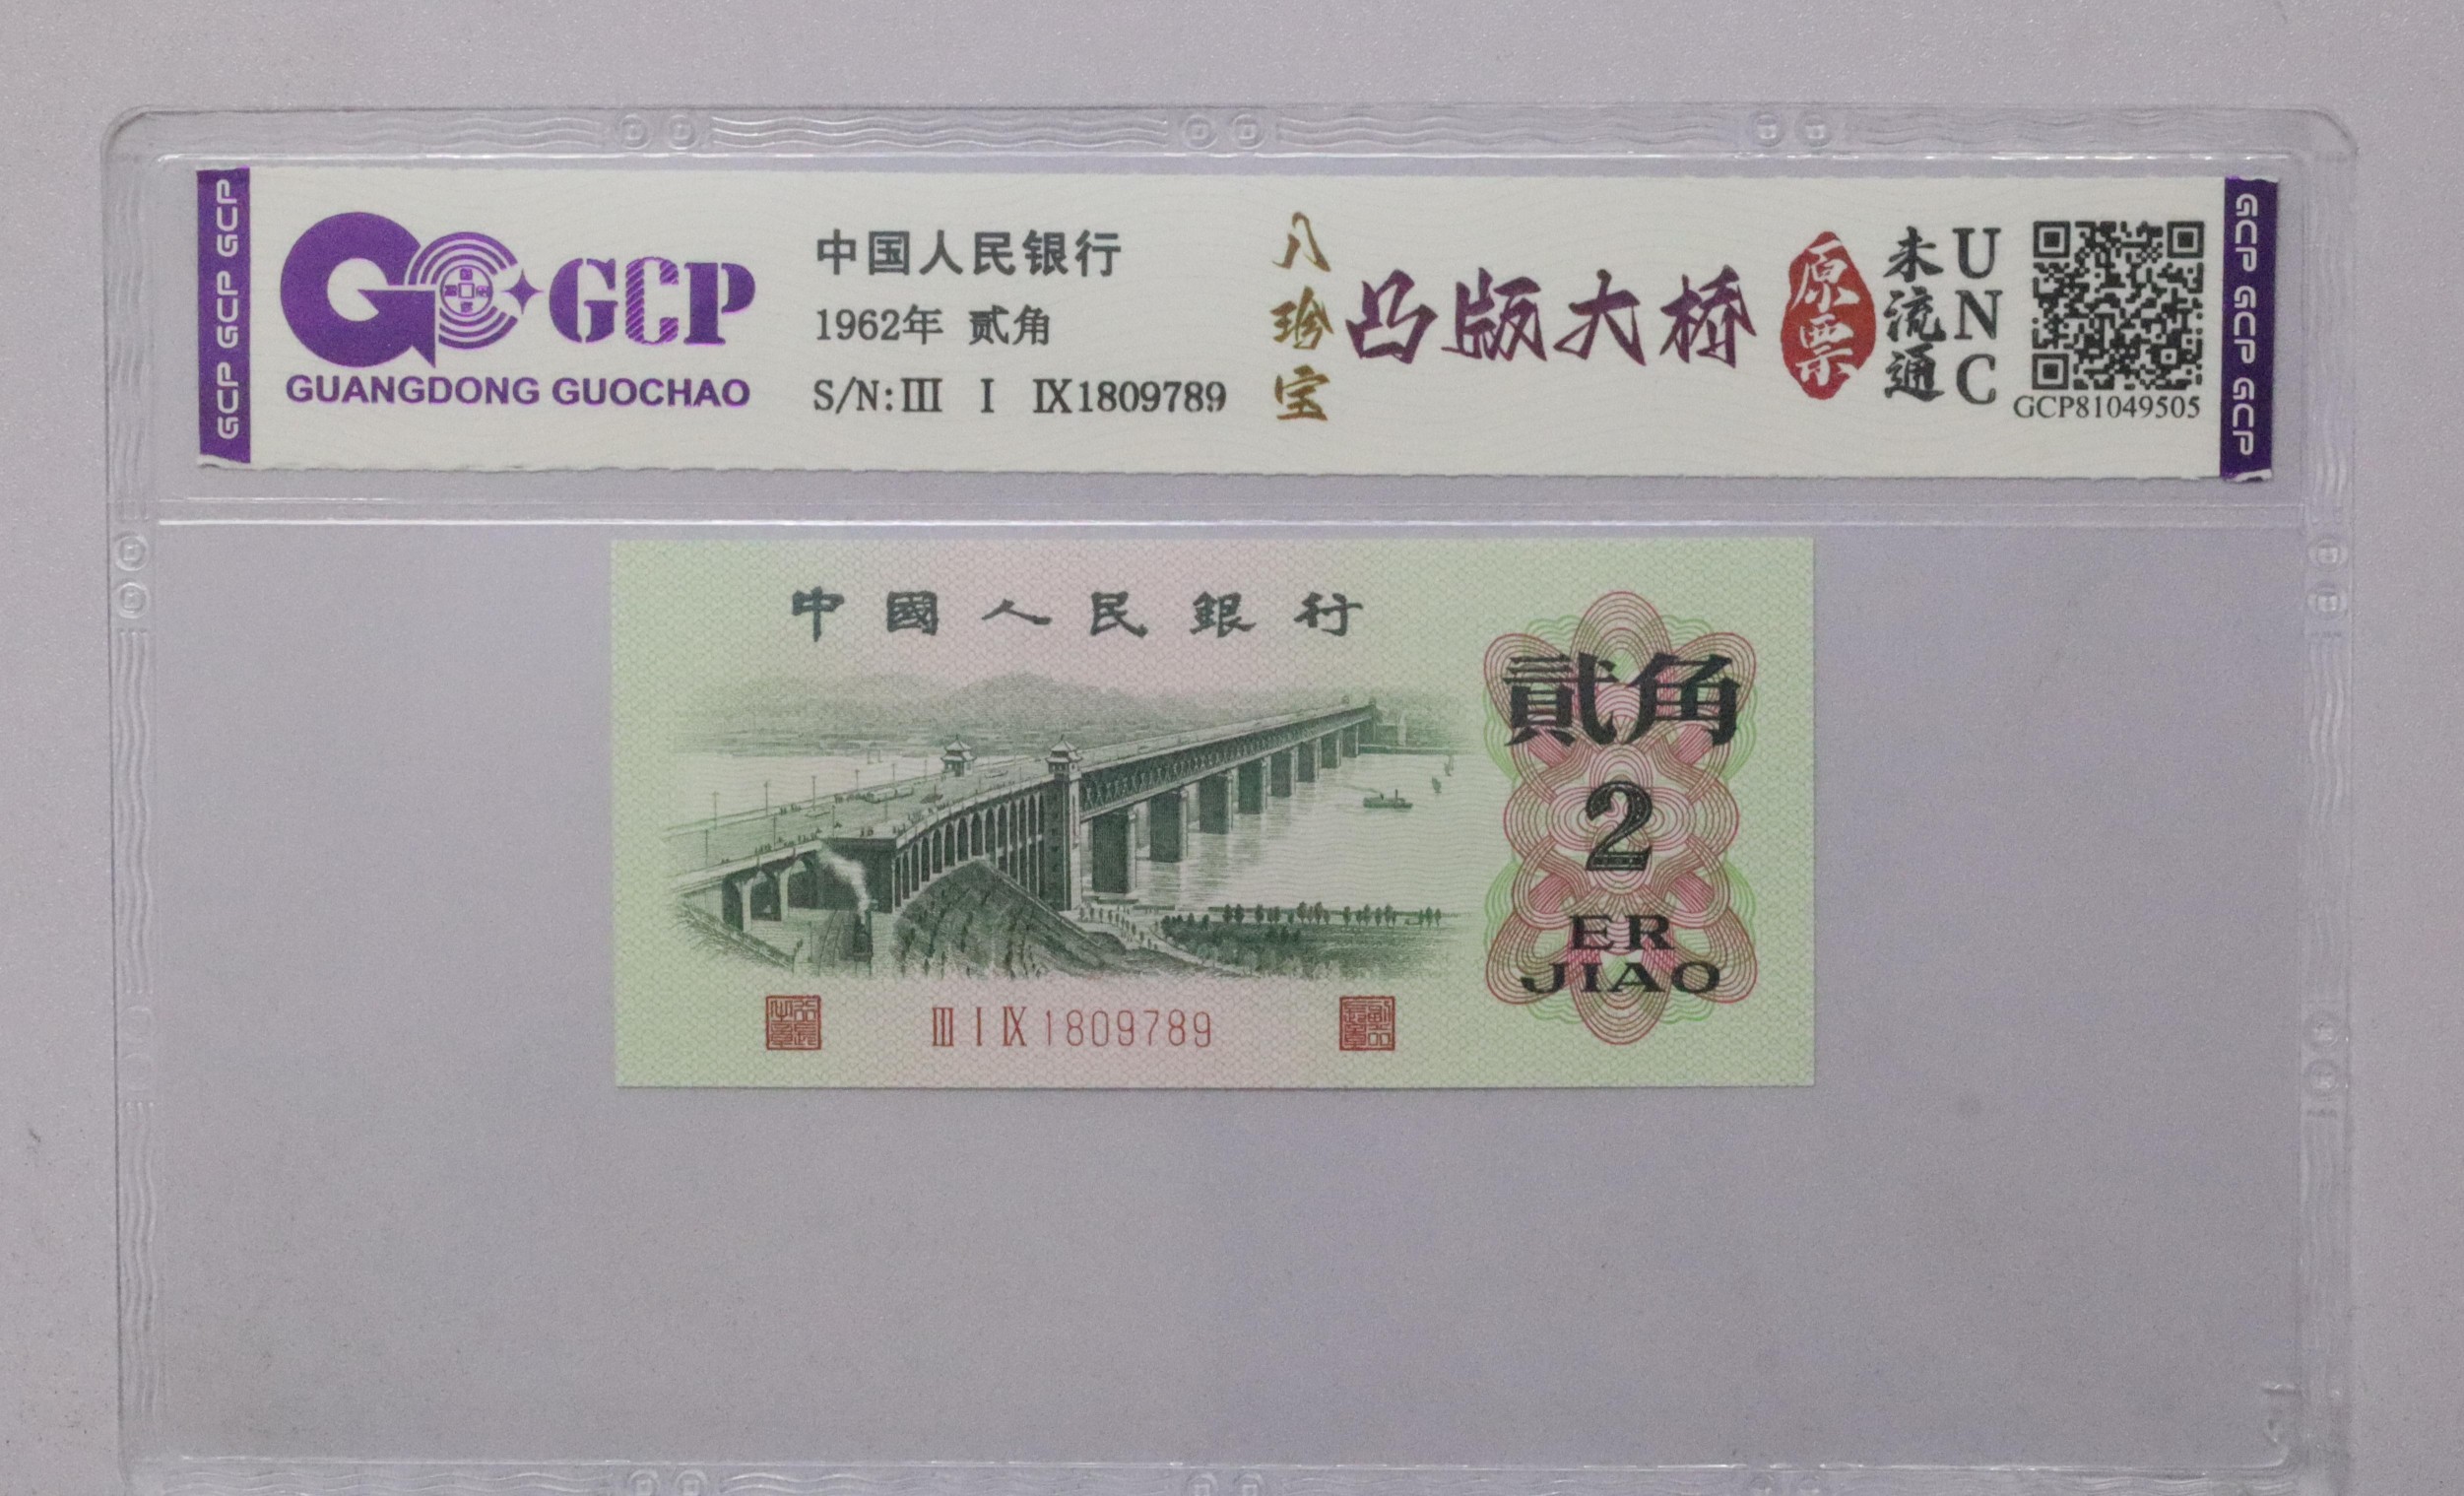 GCP GCP GCP
GCP
GUANGDONG GUOCHAO
中国人民银行
1962年 贰角
S/N:Ⅲ Ⅰ Ⅸ1809789
八珍宝
凸版大桥
原票
未流通
UNC
GCP81049505
GCP GCP GCP
中國人民銀行
貳角
2
ER
JIAO
Ⅲ Ⅰ Ⅸ 1809789